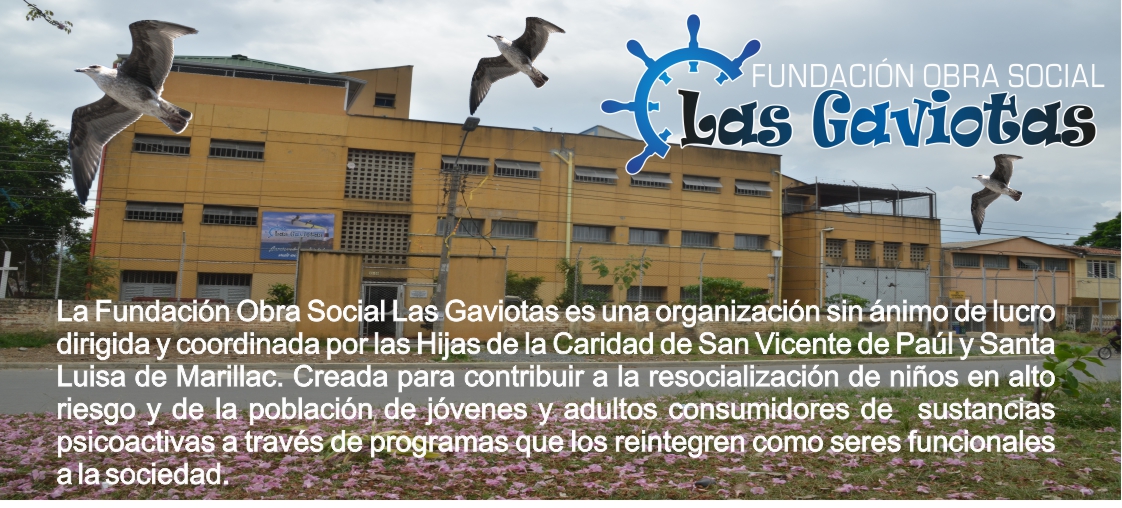 FUNDACIÓN OBRA SOCIAL
Las Gaviotas
Las Gaviotas
La Fundación Obra Social Las Gaviotas es una organización sin ánimo de lucro
dirigida y coordinada por las Hijas de la Caridad de San Vicente de Paúl y Santa
Luisa de Marillac. Creada para contribuir a la resocialización de niños en alto
riesgo y de la población de jóvenes y adultos consumidores de sustancias
psicoactivas a través de programas que los reintegren como seres funcionales
a la sociedad.